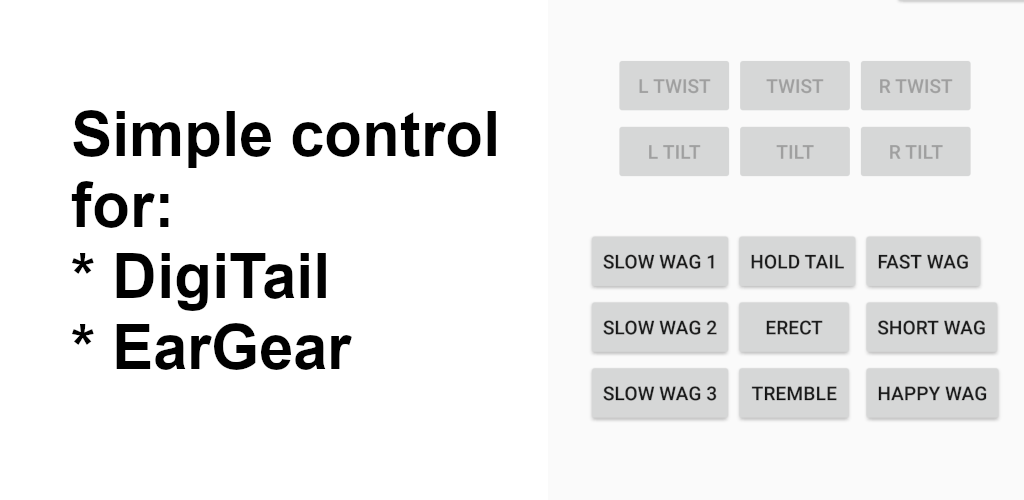 Simple control
for:
* DigiTail
* EarGear
L TWIST TWIST R TWIST
L TILT TILT R TILT
SLOW WAG 1 HOLD TAIL FAST WAG
SLOW WAG 2 ERECT SHORT WAG
SLOW WAG 3 TREMBLE HAPPY WAG